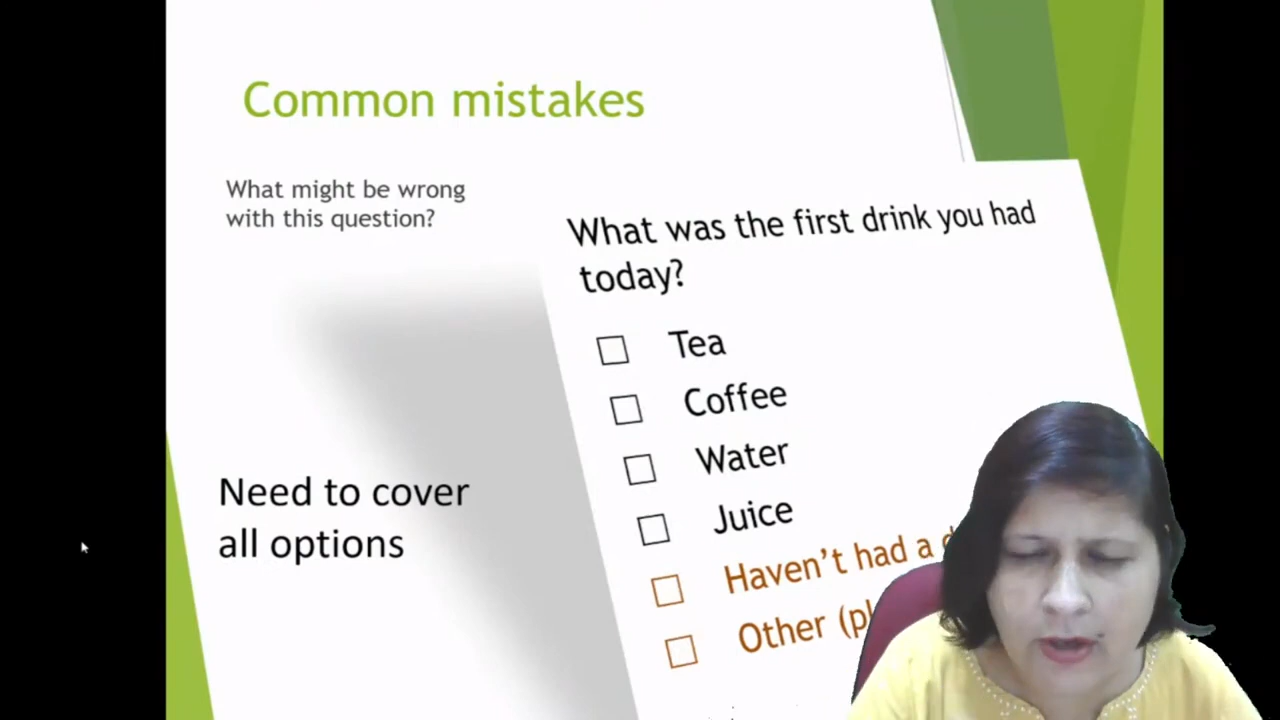 Common mistakes
What might be wrong
with this question?
What was the first drink you had
today?
Tea
Coffee
Water
Juice
Haven't had a
Other
Need to cover
all options